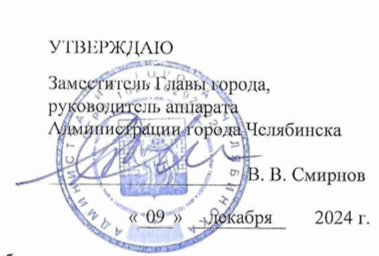 УТВЕРЖДАЮ
Заместитель Главы города,
руководитель аппарата
Администрации города Челябинска
В. В. Смирнов
« 09 » декабря 2024 г.